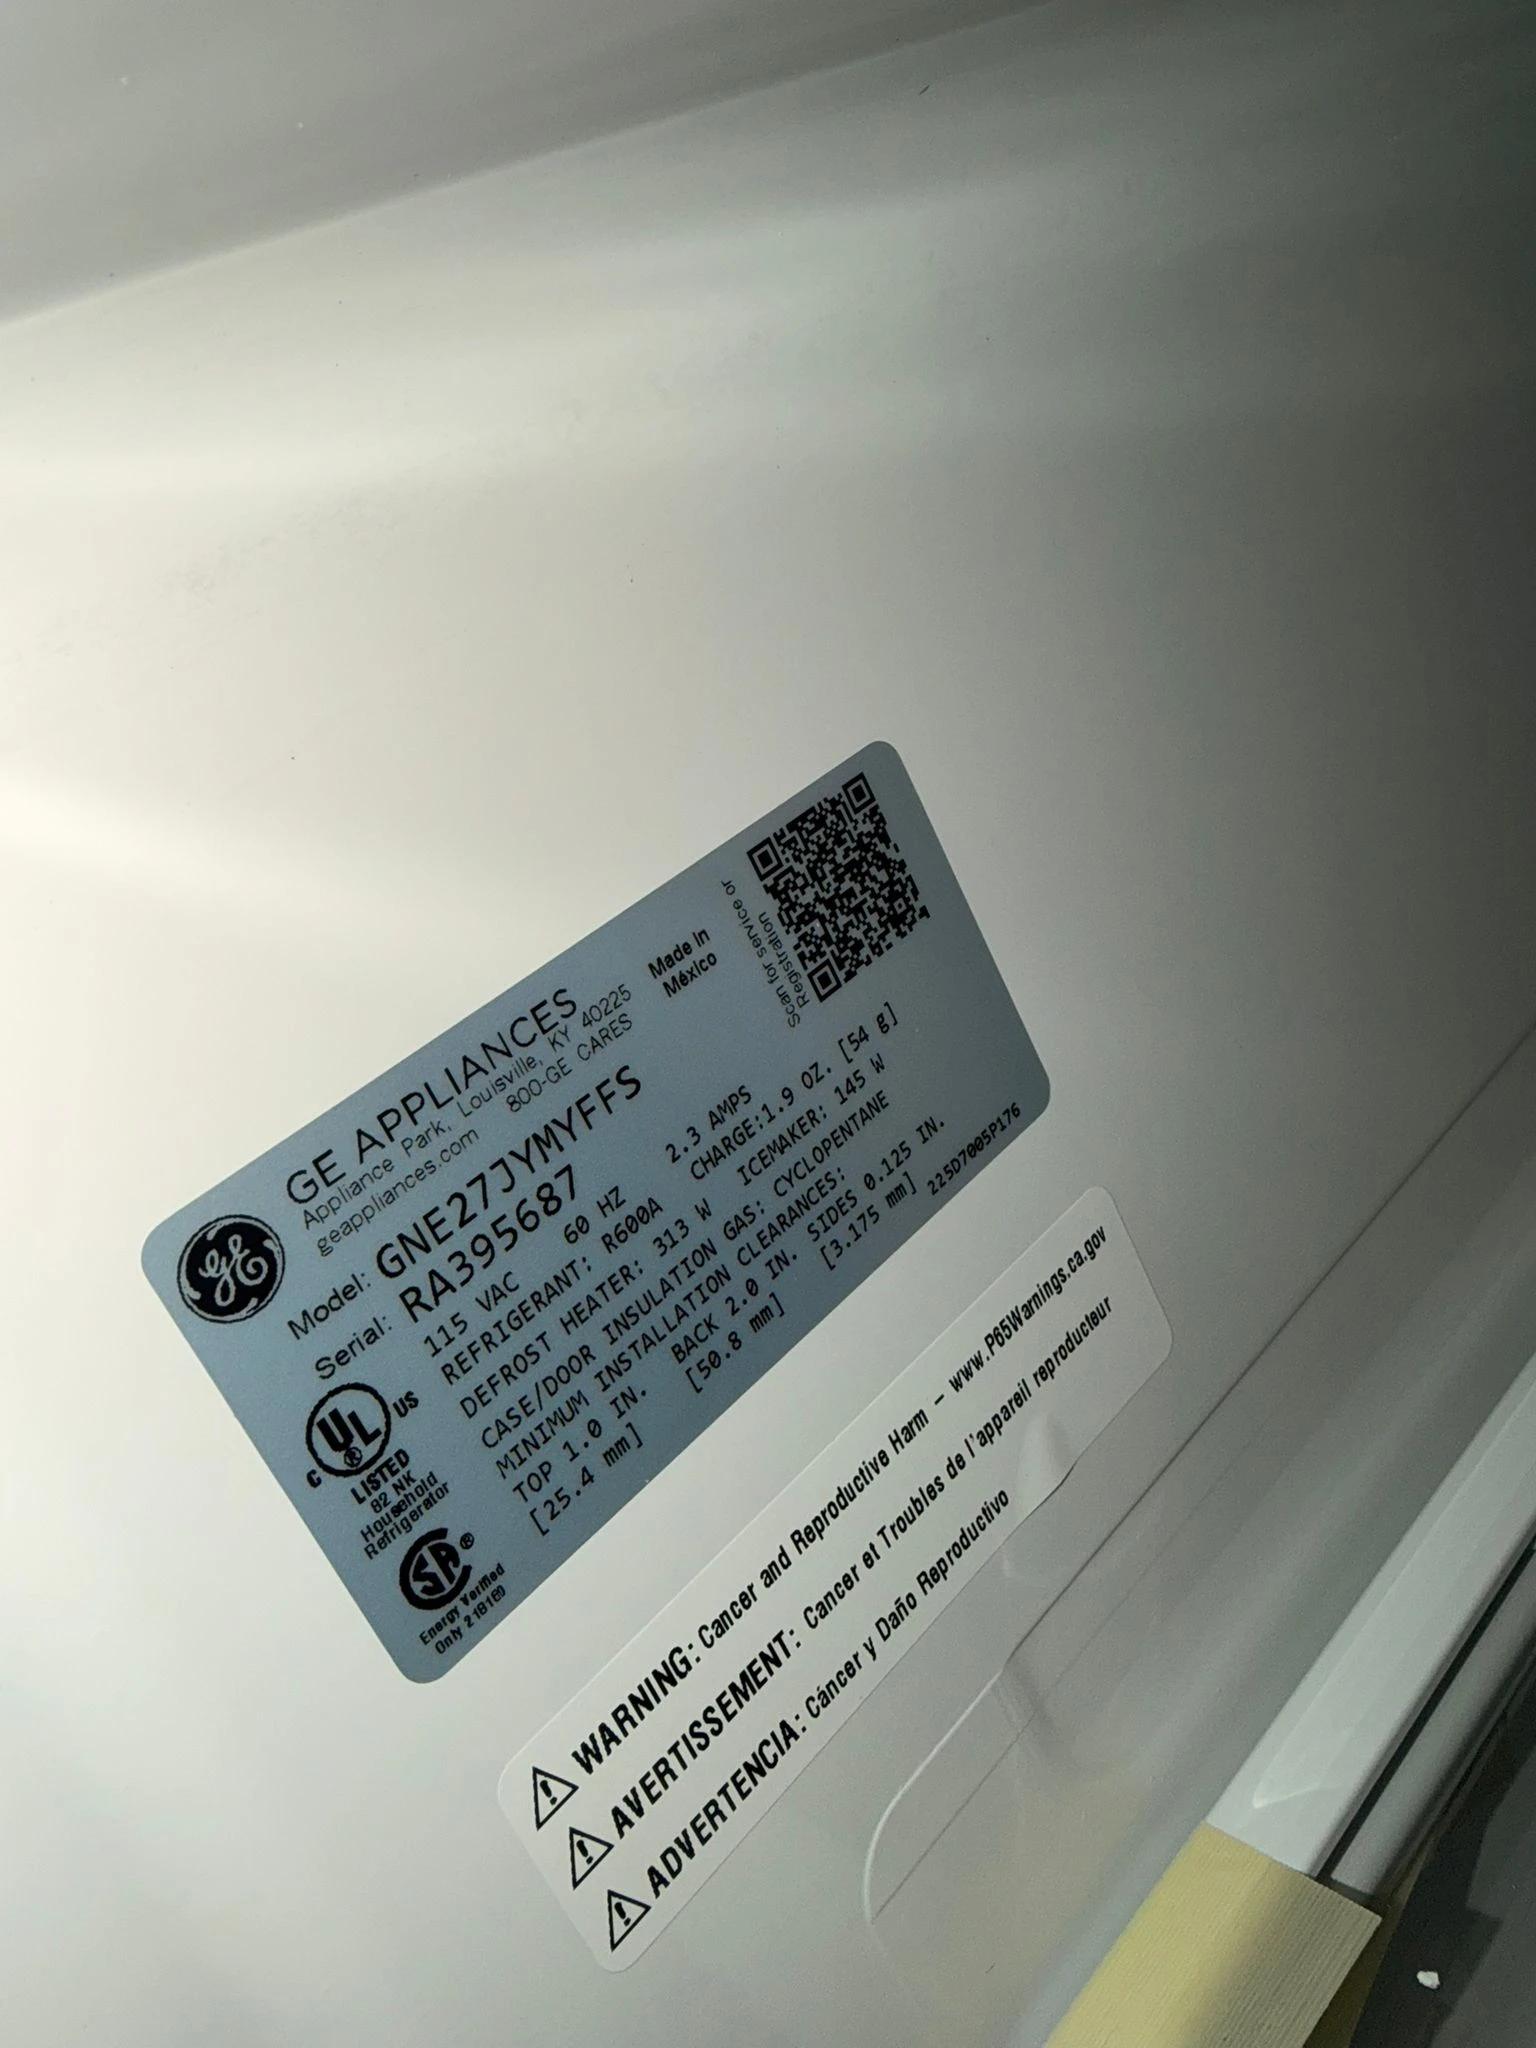 GE APPLIANCES
Appliance Park, Louisville, KY 40225
geappliances.com 800-GE CARES
Made in
México
Scan for service or
Registration
Model: GNE27JYMYFFS
Serial: RA395687
115 VAC 60 HZ 2.3 AMPS
REFRIGERANT: R600A CHARGE:1.9 OZ. [54 g]
DEFROST HEATER: 313 W ICEMAKER: 145 W
CASE/DOOR INSULATION GAS: CYCLOPENTANE
MINIMUM INSTALLATION CLEARANCES:
TOP 1.0 IN. BACK 2.0 IN. SIDES 0.125 IN.
[25.4 mm] [50.8 mm] [3.175 mm]
225D7005P176
C UL ® US
LISTED
82 NK
Household
Refrigerator
SA ®
Energy Verified
Only 218160
WARNING: Cancer and Reproductive Harm – www.P65Warnings.ca.gov
AVERTISSEMENT: Cancer et Troubles de l'appareil reproducteur
ADVERTENCIA: Cáncer y Daño Reproductivo